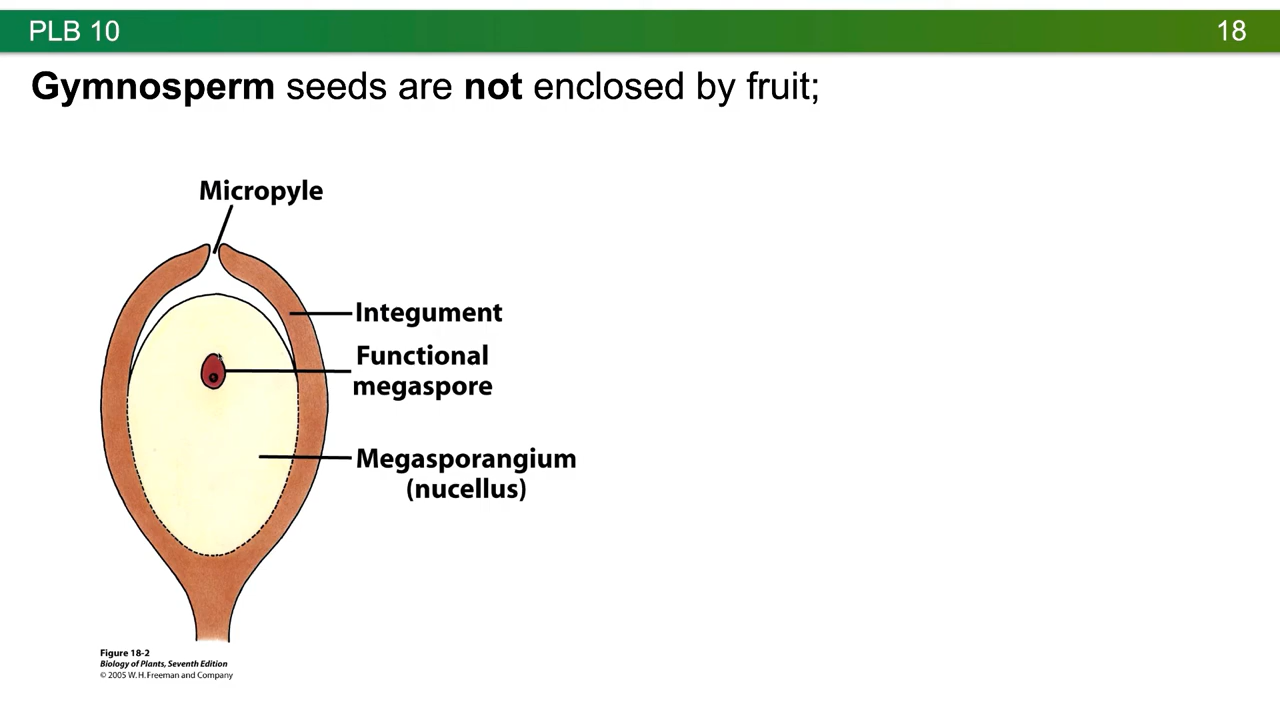 PLB 10
18
Gymnosperm seeds are not enclosed by fruit;
Micropyle
Integument
Functional
megaspore
Megasporangium
(nucellus)
Figure 18-2
Biology of Plants, Seventh Edition
© 2005 W. H. Freeman and Company